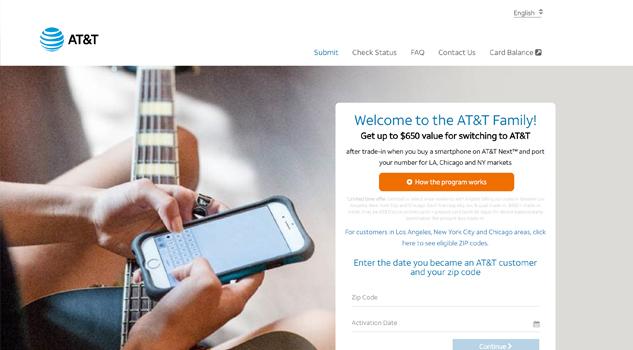 English
AT&T
Submit Check Status FAQ Contact Us Card Balance
Welcome to the AT&T Family!
Get up to $650 value for switching to AT&T
after trade-in when you buy a smartphone on AT&T Next™ and port
your number for LA, Chicago and NY markets
How the program works
For customers in Los Angeles, New York City and Chicago areas, click
here to see eligible ZIP codes.
Enter the date you became an AT&T customer
and your zip code
Zip Code
Activation Date
Continue